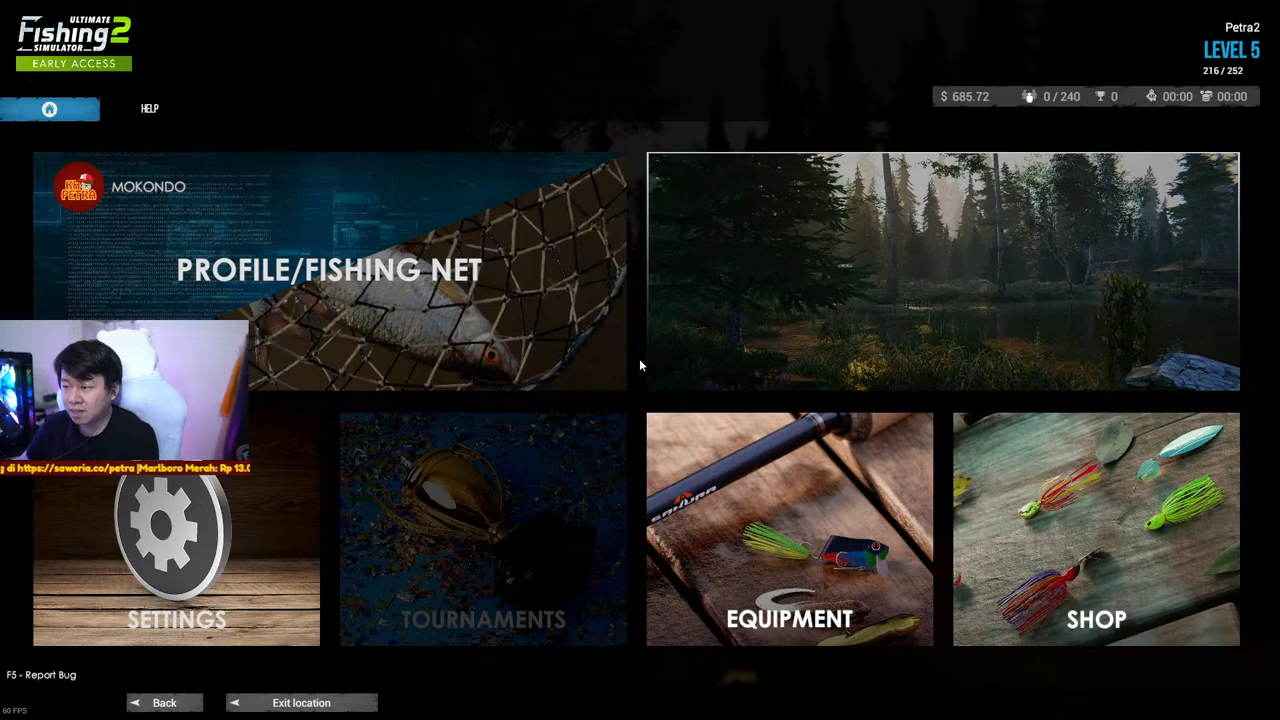 ULTIMATE
Fishing 2
SIMULATOR
EARLY ACCESS
Petra2
LEVEL 5
216 / 252
$ 685.72 0 / 240 0 00:00 00:00
HELP
PETRA
MOKONDO
PROFILE/FISHING NET
g di https://saweria.co/petra |Marlboro Merah: Rp 13.0
SAKURA
SETTINGS
TOURNAMENTS
EQUIPMENT
SHOP
F5 - Report Bug
Back
Exit location
60 FPS